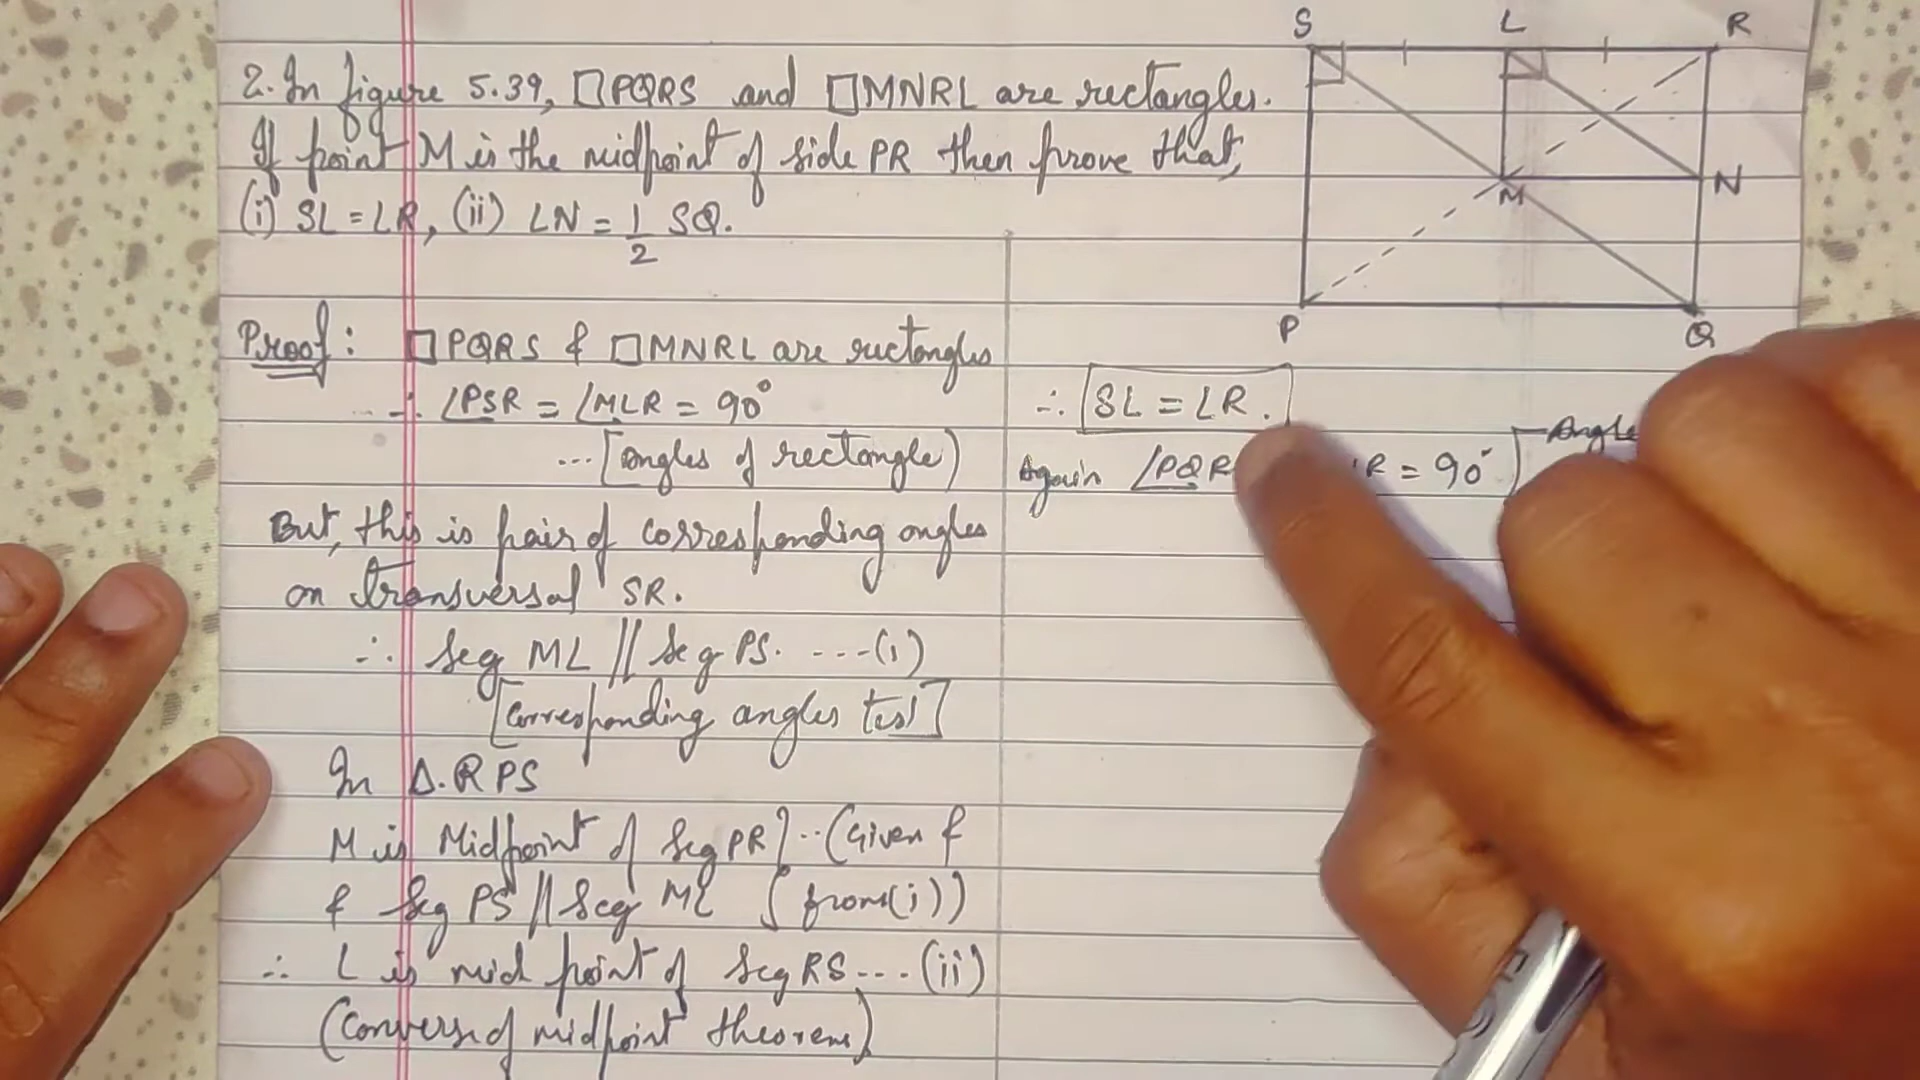 2. In figure 5.39, □PQRS and □MNRL are rectangles.
If point M is the midpoint of side PR then prove that,
(i) SL = LR, (ii) LN = 1/2 SQ.
S L R
M N
P Q
Proof: □PQRS & □MNRL are rectangles
∴ ∠PSR = ∠MLR = 90°
...[angles of rectangle)
But, this is pair of corresponding angles
on transversal SR.
∴ seg ML || seg PS. ----(i)
[Corresponding angles test]
In Δ.RPS
M is Midpoint of seg PR}..(Given &
& seg PS || seg ML } from(i))
∴ L is mid point of seg RS---.(ii)
(Converse of midpoint theorem)
∴ SL = LR.
Again ∠PQR R = 90°] Angle